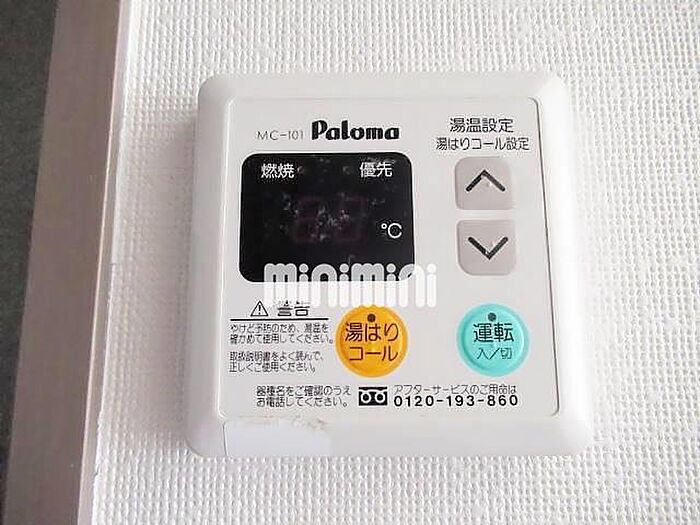 MC-101 Paloma
湯温設定
湯はりコール設定
燃焼 優先
℃
minimini
警告
やけど予防のため、湯温を
確かめて使用してください。
取扱説明書をよく読んで、
正しくご使用ください。
湯はり
コール
運転
入/切
器種名をご確認のうえ
お電話してください。
アフターサービスのご用命は
0120-193-860